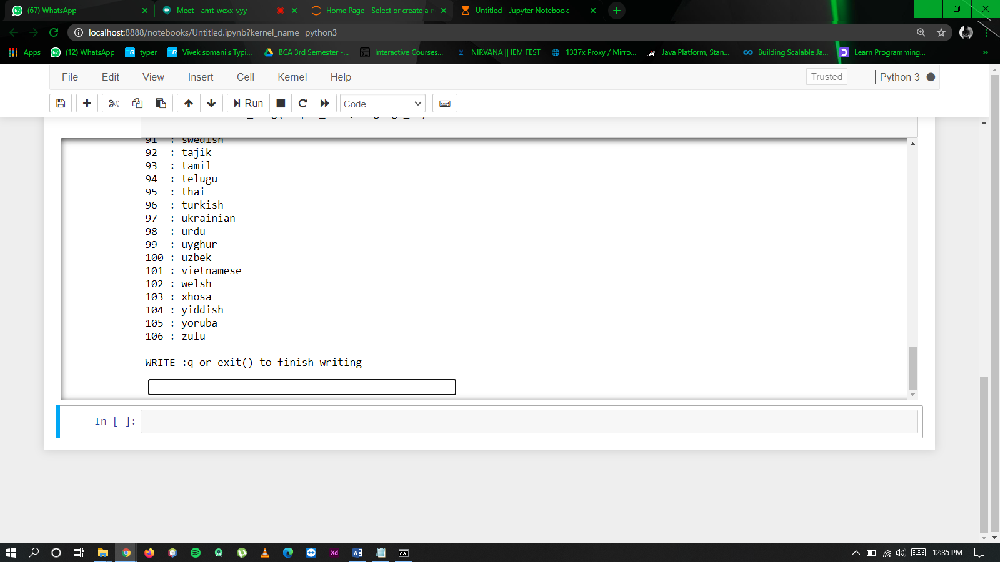 (67) WhatsApp
Meet - amt-wexx-vyy
Home Page - Select or create a n
Untitled - Jupyter Notebook
localhost:8888/notebooks/Untitled.ipynb?kernel_name=python3
Apps
67
(12) WhatsApp
typer
Vivek somani's Typi...
BCA 3rd Semester -...
Interactive Courses...
NIRVANA || IEM FEST
1337x Proxy / Mirro...
Java Platform, Stan...
Building Scalable Ja...
Learn Programming...
»
File Edit View Insert Cell Kernel Help
Trusted
Python 3
Run
Code
91 : swedish
92 : tajik
93 : tamil
94 : telugu
95 : thai
96 : turkish
97 : ukrainian
98 : urdu
99 : uyghur
100 : uzbek
101 : vietnamese
102 : welsh
103 : xhosa
104 : yiddish
105 : yoruba
106 : zulu
WRITE :q or exit() to finish writing
In [ ]:
Xd
12:35 PM